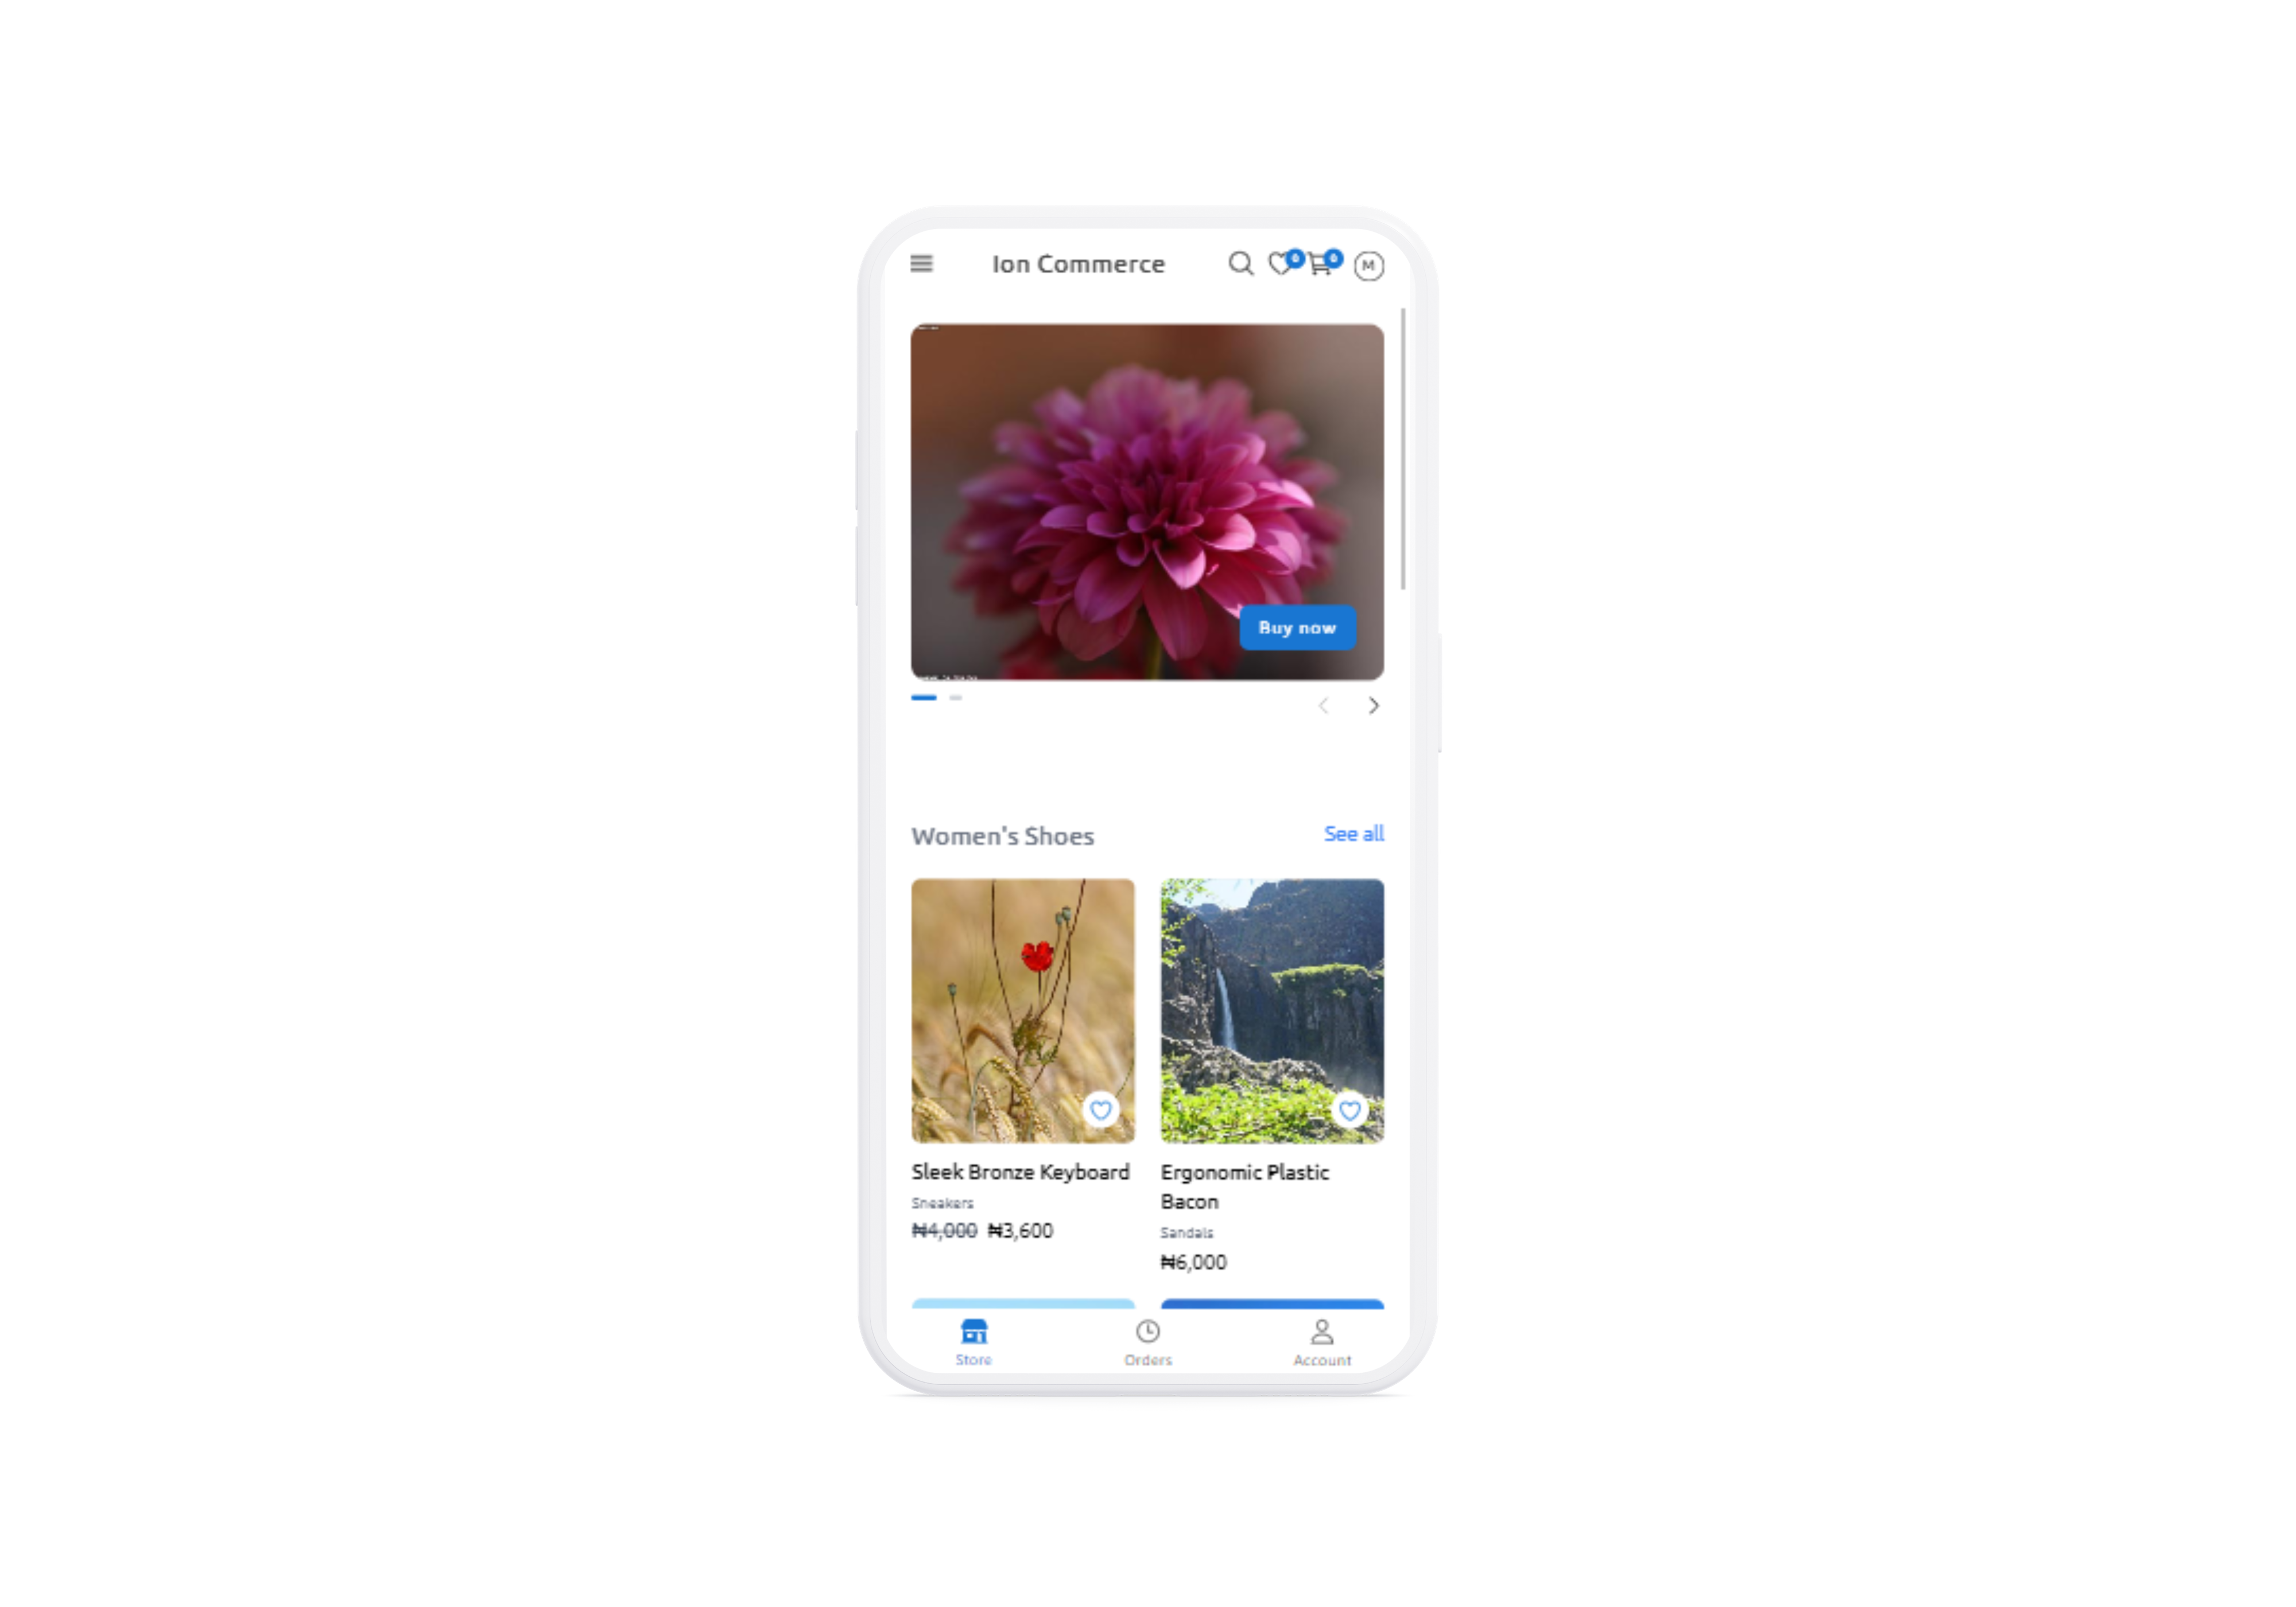 Ion Commerce
0
0
M
Buy now
Women's Shoes
See all
Sleek Bronze Keyboard
Sneakers
₦4,000 ₦3,600
Ergonomic Plastic
Bacon
Sandals
₦6,000
Store
Orders
Account